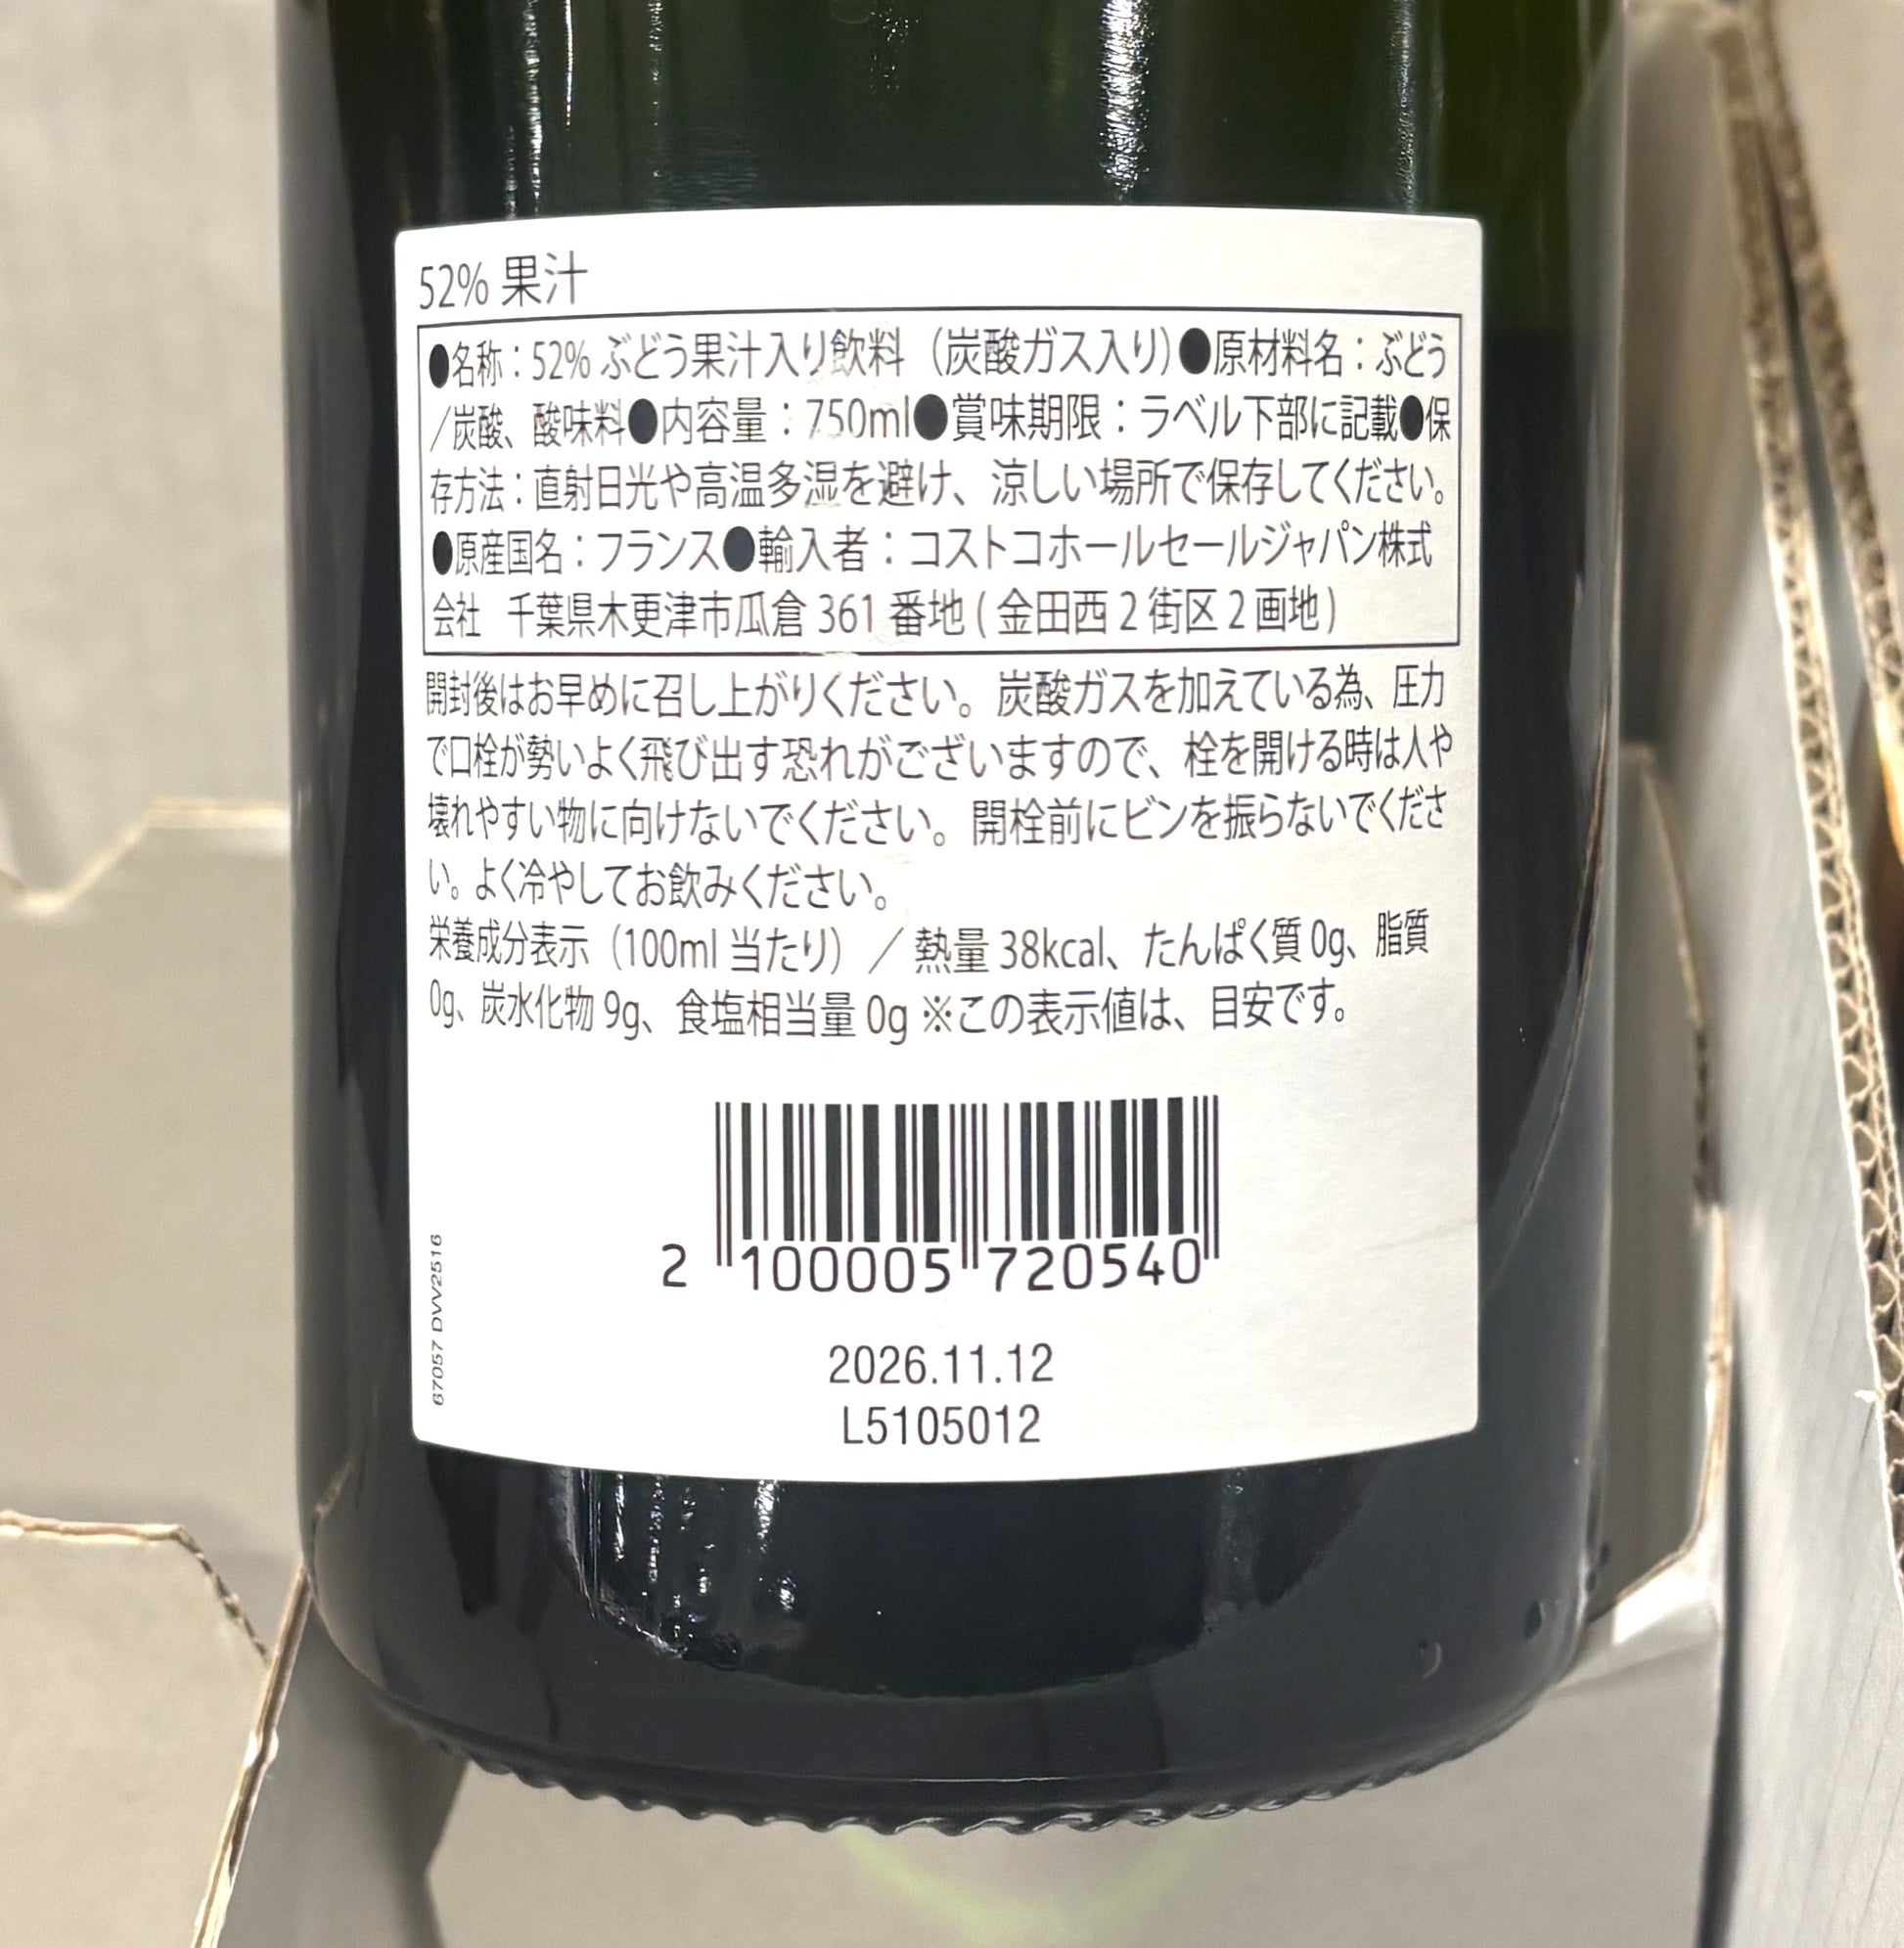 52% 果汁
●名称：52% ぶどう果汁入り飲料（炭酸ガス入り）●原材料名：ぶどう
/炭酸、酸味料●内容量：750ml●賞味期限：ラベル下部に記載●保
存方法：直射日光や高温多湿を避け、涼しい場所で保存してください。
●原産国名：フランス●輸入者：コストコホールセールジャパン株式
会社 千葉県木更津市瓜倉 361 番地 ( 金田西 2 街区 2 画地 )
開封後はお早めに召し上がりください。炭酸ガスを加えている為、圧力
で口栓が勢いよく飛び出す恐れがございますので、栓を開ける時は人や
壊れやすい物に向けないでください。開栓前にビンを振らないでくださ
い。よく冷やしてお飲みください。
栄養成分表示（100ml 当たり）／ 熱量 38kcal、たんぱく質 0g、脂質
0g、炭水化物 9g、食塩相当量 0g ※この表示値は、目安です。
2 100005 720540
67057 DVV2516
2026.11.12
L5105012